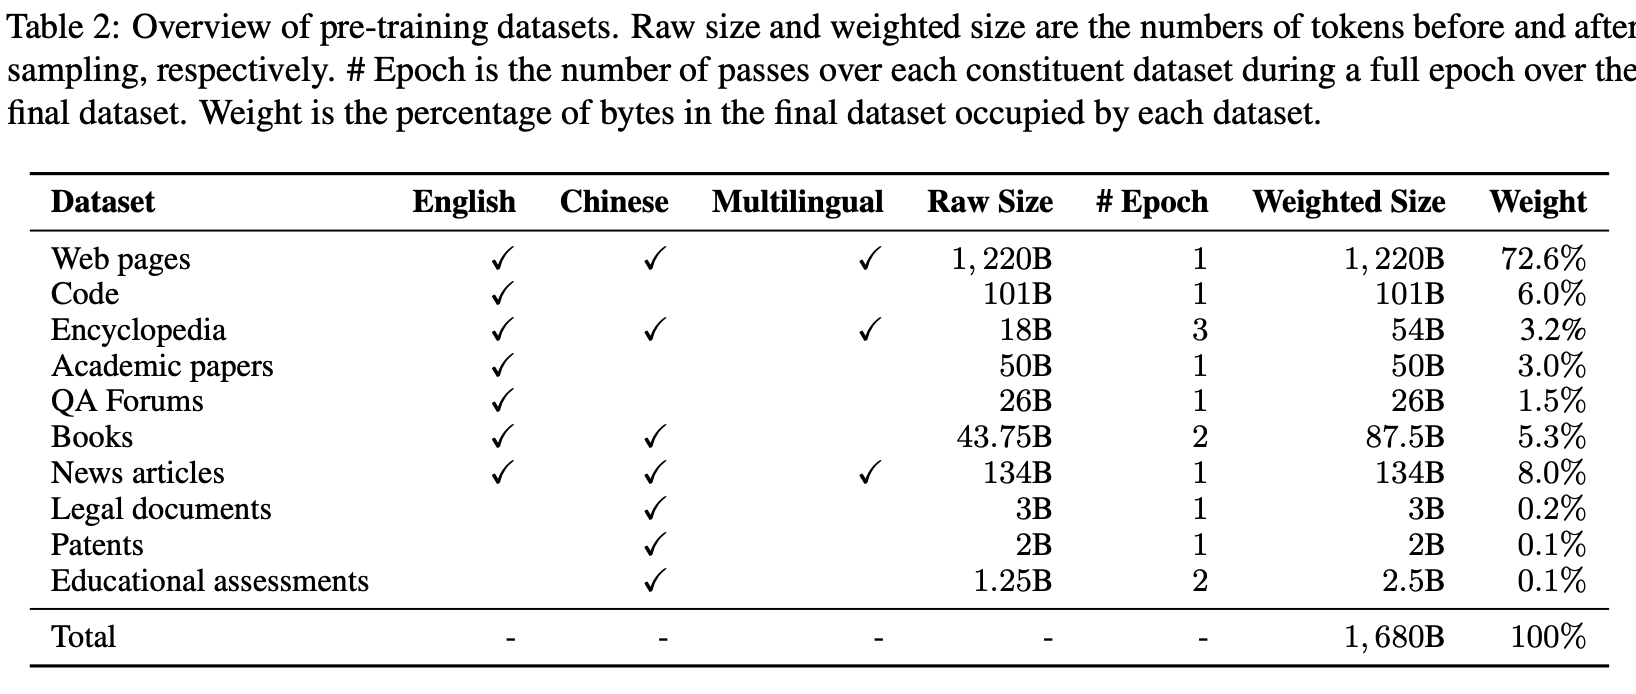 Table 2: Overview of pre-training datasets. Raw size and weighted size are the numbers of tokens before and after
sampling, respectively. # Epoch is the number of passes over each constituent dataset during a full epoch over the
final dataset. Weight is the percentage of bytes in the final dataset occupied by each dataset.
Dataset English Chinese Multilingual Raw Size # Epoch Weighted Size Weight
Web pages ✓ ✓ ✓ 1, 220B 1 1, 220B 72.6%
Code ✓ 101B 1 101B 6.0%
Encyclopedia ✓ ✓ ✓ 18B 3 54B 3.2%
Academic papers ✓ 50B 1 50B 3.0%
QA Forums ✓ 26B 1 26B 1.5%
Books ✓ ✓ 43.75B 2 87.5B 5.3%
News articles ✓ ✓ ✓ 134B 1 134B 8.0%
Legal documents ✓ 3B 1 3B 0.2%
Patents ✓ 2B 1 2B 0.1%
Educational assessments ✓ 1.25B 2 2.5B 0.1%
Total - - - - - 1, 680B 100%